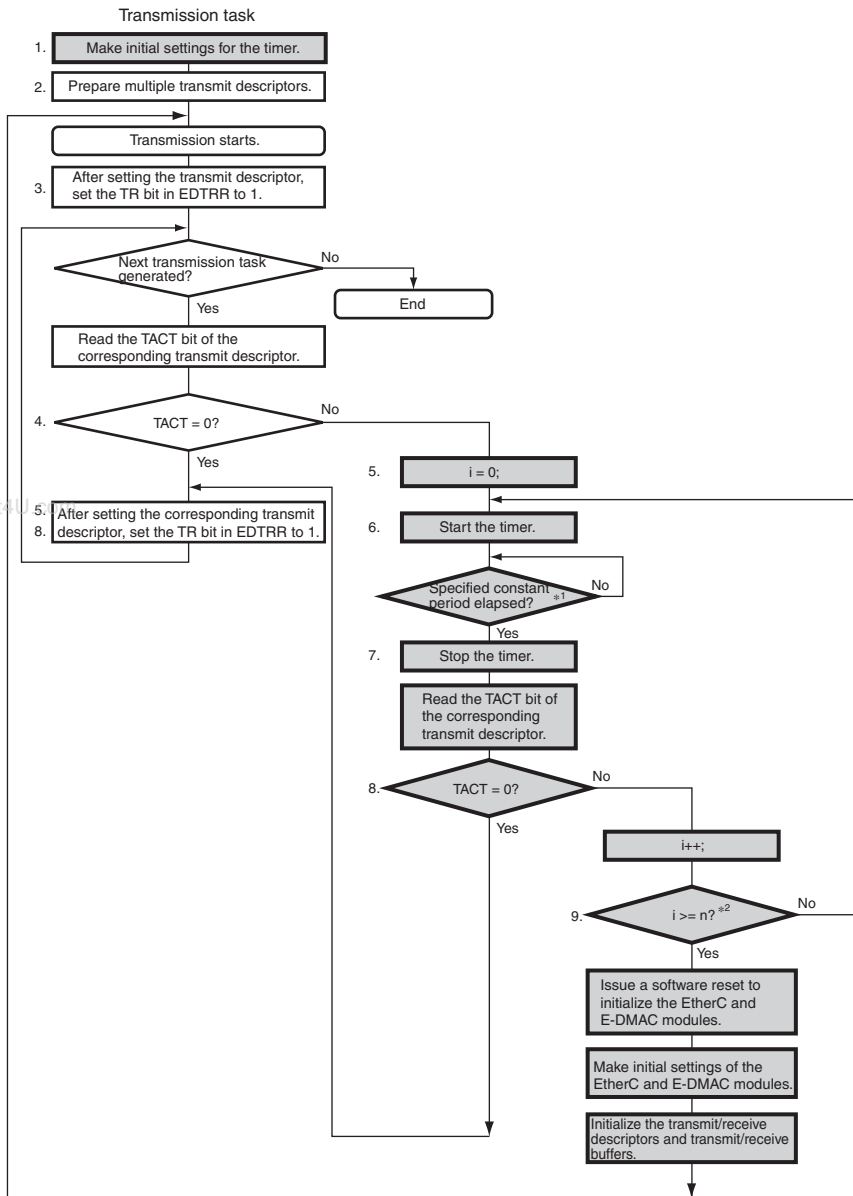 Transmission task
1. Make initial settings for the timer.
2. Prepare multiple transmit descriptors.
Transmission starts.
3. After setting the transmit descriptor,
set the TR bit in EDTRR to 1.
Next transmission task
generated?
No
End
Yes
Read the TACT bit of the
corresponding transmit descriptor.
4. TACT = 0?
No
Yes
5. After setting the corresponding transmit
8. descriptor, set the TR bit in EDTRR to 1.
5. i = 0;
6. Start the timer.
Specified constant
period elapsed? *1
No
Yes
7. Stop the timer.
Read the TACT bit of
the corresponding
transmit descriptor.
8. TACT = 0?
No
Yes
i++;
9. i >= n? *2
No
Yes
Issue a software reset to
initialize the EtherC and
E-DMAC modules.
Make initial settings of the
EtherC and E-DMAC modules.
Initialize the transmit/receive
descriptors and transmit/receive
buffers.